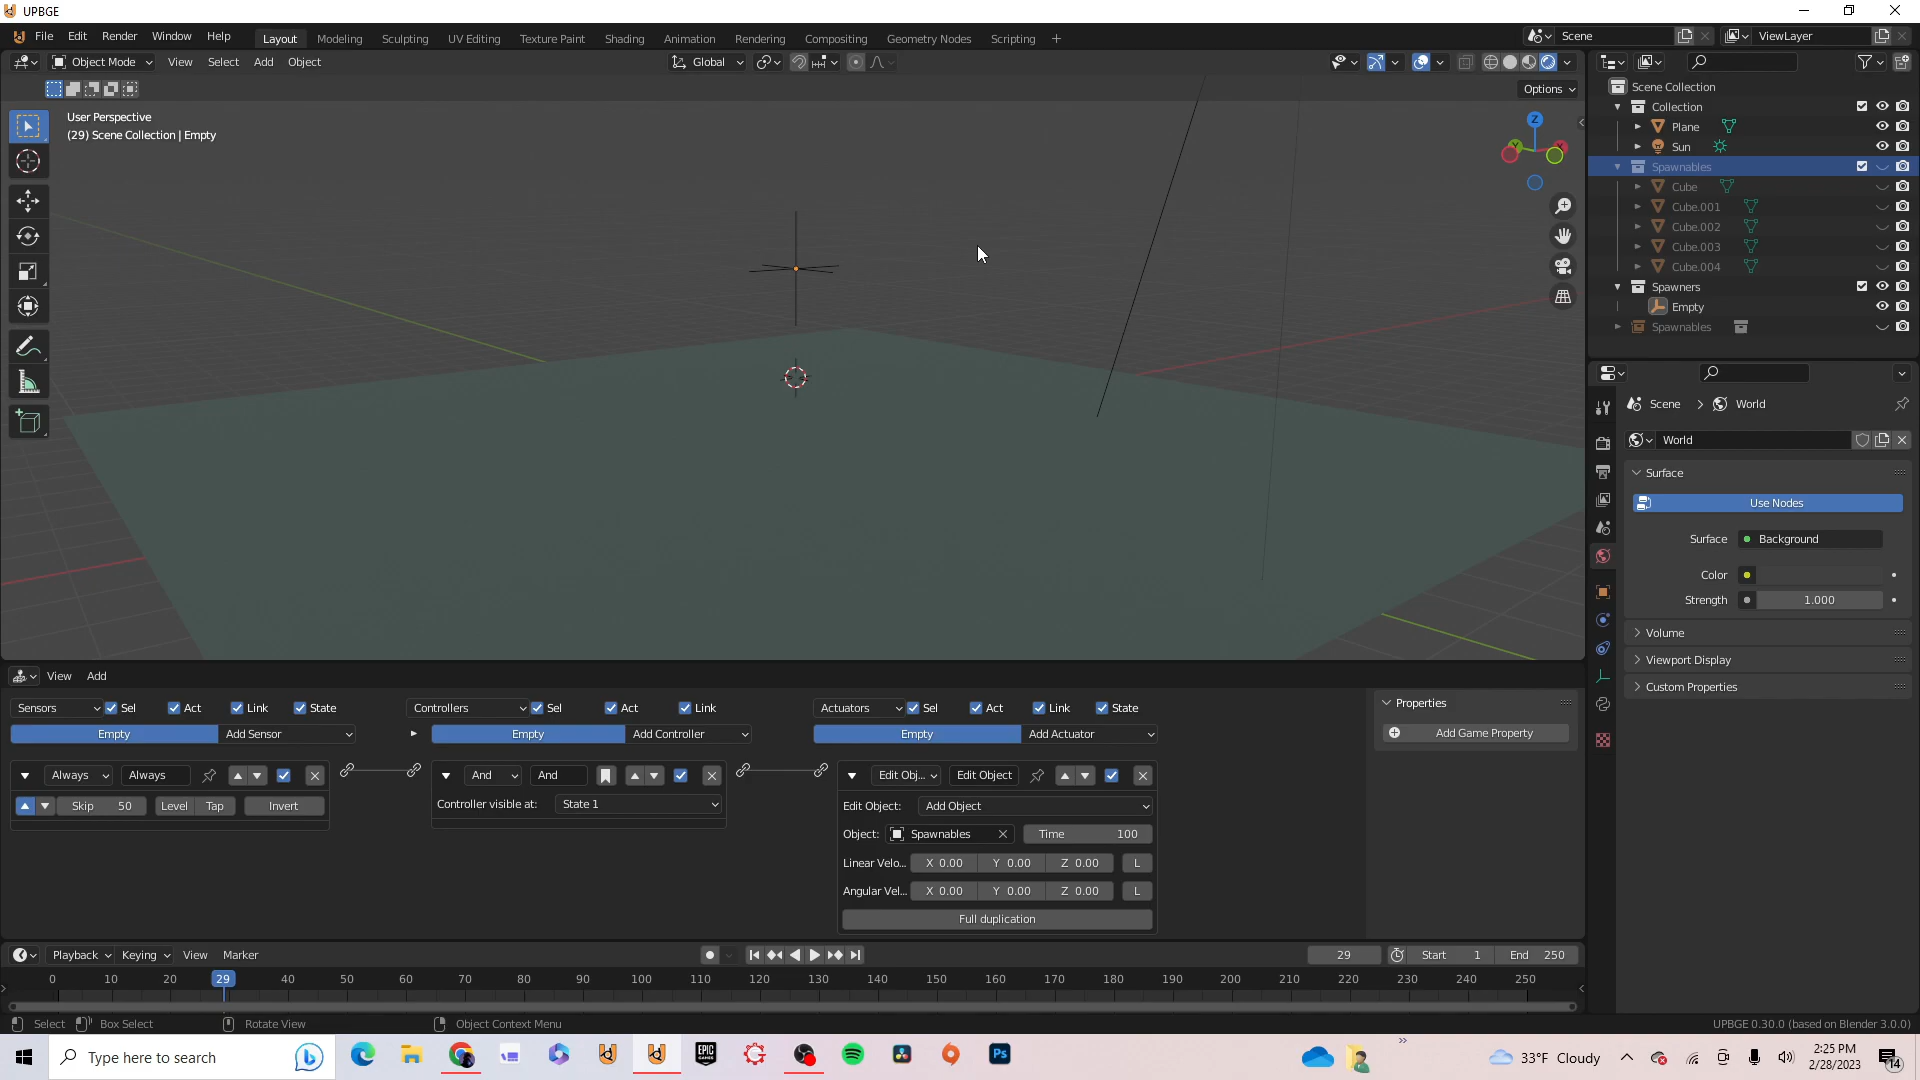 UPBGE
File Edit Render Window Help Layout Modeling Sculpting UV Editing Texture Paint Shading Animation Rendering Compositing Geometry Nodes Scripting + Scene ViewLayer
Object Mode View Select Add Object Global
Options
User Perspective
(29) Scene Collection | Empty
Z
Y
X
Scene Collection
Collection
Plane
Sun
Spawnables
Cube
Cube.001
Cube.002
Cube.003
Cube.004
Spawners
Empty
Spawnables
Scene > World
World
Surface
Use Nodes
Surface Background
Color
Strength 1.000
Volume
Viewport Display
Custom Properties
View Add
Sensors Sel Act Link State Controllers Sel Act Link Actuators Sel Act Link State
Empty Add Sensor Empty Add Controller Empty Add Actuator
Always Always And And Edit Obj... Edit Object
Skip 50 Level Tap Invert Controller visible at: State 1 Edit Object: Add Object
Object: Spawnables Time 100
Linear Velo... X 0.00 Y 0.00 Z 0.00 L
Angular Vel... X 0.00 Y 0.00 Z 0.00 L
Full duplication
Properties
Add Game Property
Playback Keying View Marker 29 Start 1 End 250
0 10 20 29 40 50 60 70 80 90 100 110 120 130 140 150 160 170 180 190 200 210 220 230 240 250
Select Box Select Rotate View Object Context Menu UPBGE 0.30.0 (based on Blender 3.0.0)
Type here to search EPIC GAMES Ps 33°F Cloudy 2:25 PM
2/28/2023 14